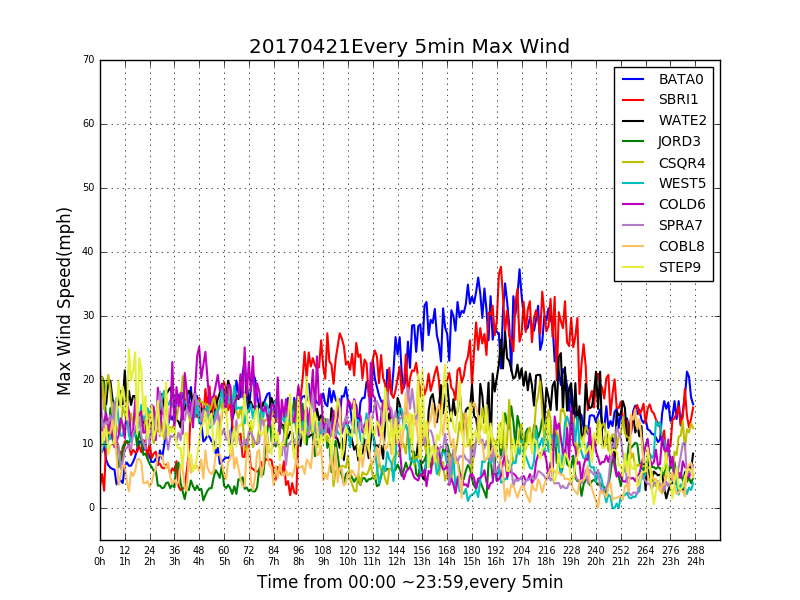 20170421Every 5min Max Wind
70
60
50
40
30
20
10
0
Max Wind Speed(mph)
BATA0
SBRI1
WATE2
JORD3
CSQR4
WEST5
COLD6
SPRA7
COBL8
STEP9
0 12 24 36 48 60 72 84 96 108 120 132 144 156 168 180 192 204 216 228 240 252 264 276 288
0h 1h 2h 3h 4h 5h 6h 7h 8h 9h 10h 11h 12h 13h 14h 15h 16h 17h 18h 19h 20h 21h 22h 23h 24h
Time from 00:00 ~23:59,every 5min